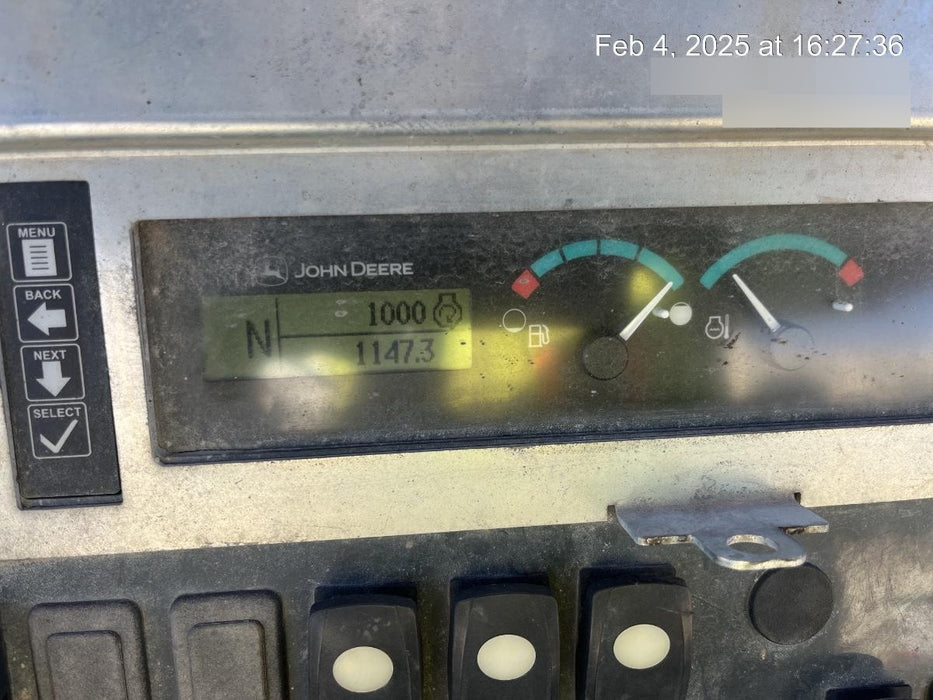 Feb 4, 2025 at 16:27:36
MENU
BACK
NEXT
SELECT
JOHN DEERE
N
1000
1147.3